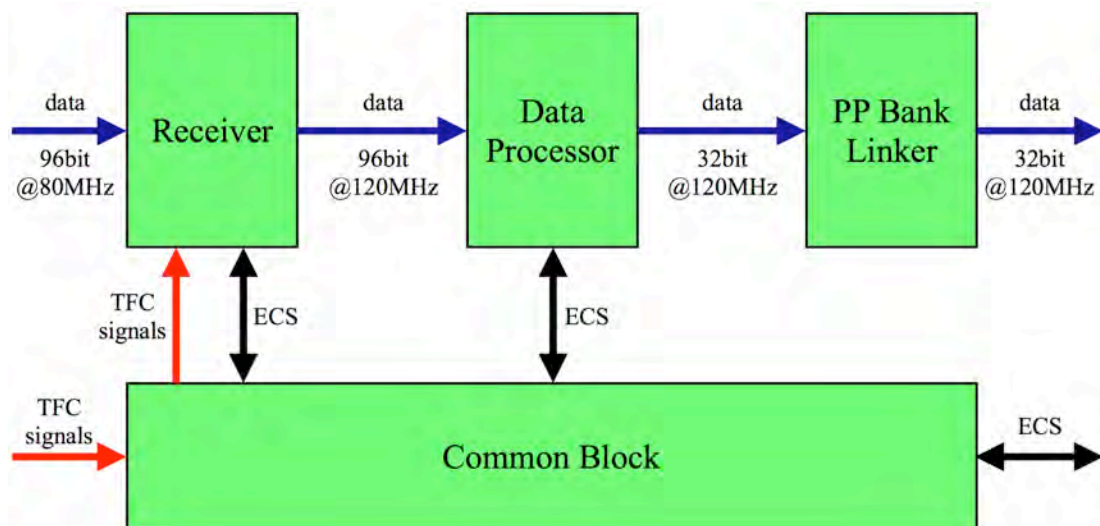 data
96bit
@80MHz
Receiver
data
96bit
@120MHz
Data
Processor
data
32bit
@120MHz
PP Bank
Linker
data
32bit
@120MHz
TFC
signals
ECS
ECS
TFC
signals
Common Block
ECS